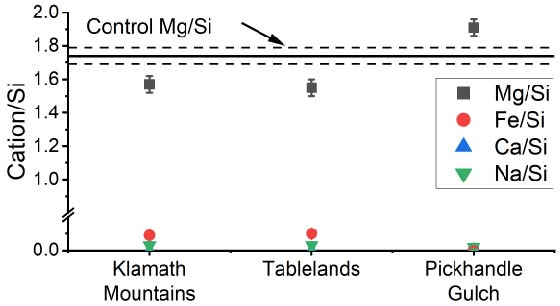 Control Mg/Si
2.0
1.8
1.6
1.4
1.2
1.0
0.0
Cation/Si
Mg/Si
Fe/Si
Ca/Si
Na/Si
Klamath
Mountains
Tablelands
Pickhandle
Gulch